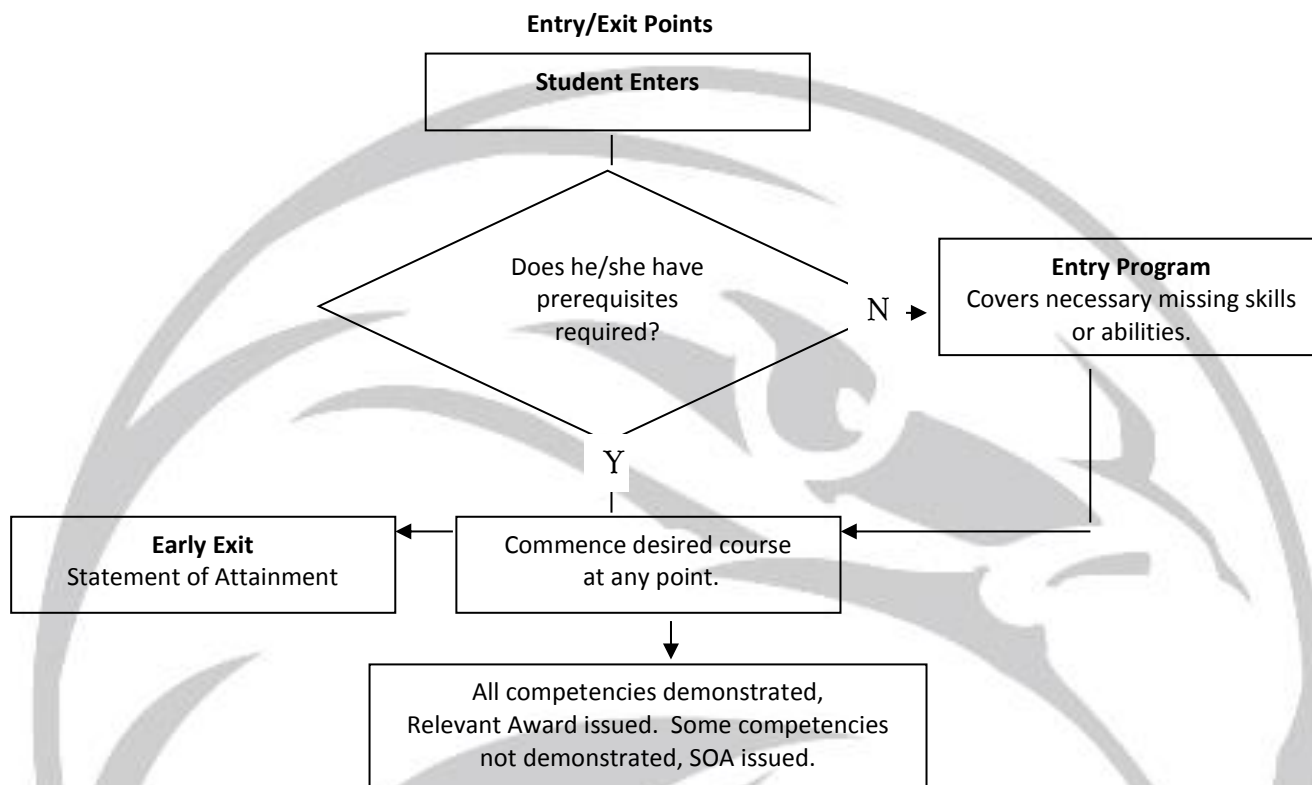 Entry/Exit Points
Student Enters
Does he/she have
prerequisites
required?
N
Entry Program
Covers necessary missing skills
or abilities.
Y
Early Exit
Statement of Attainment
Commence desired course
at any point.
All competencies demonstrated,
Relevant Award issued.  Some competencies
not demonstrated, SOA issued.